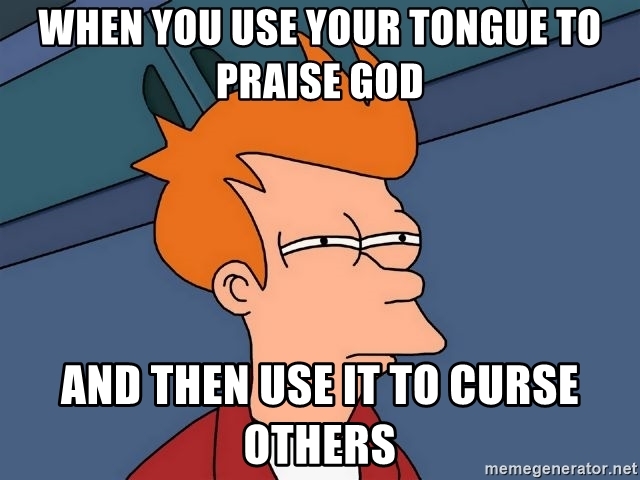 WHEN YOU USE YOUR TONGUE TO
PRAISE GOD
AND THEN USE IT TO CURSE
OTHERS
memegenerator.net